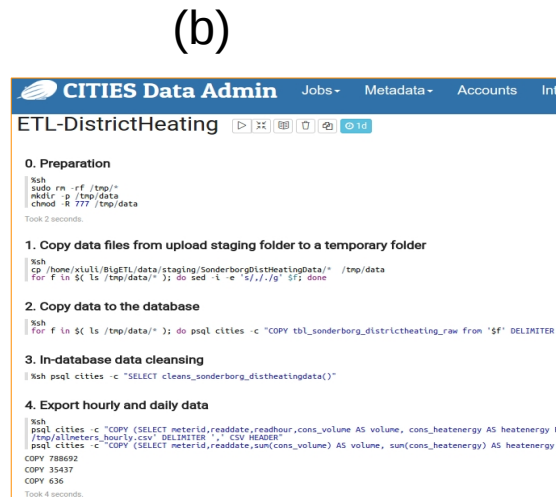 (b)
CITIES Data Admin Jobs Metadata Accounts
ETL-DistrictHeating 1d
0. Preparation
%sh
sudo rm -rf /tmp/*
mkdir -p /tmp/data
chmod -R 777 /tmp/data
Took 2 seconds.
1. Copy data files from upload staging folder to a temporary folder
%sh
cp /home/xiuli/BigETL/data/staging/SonderborgDistHeatingData/* /tmp/data
for f in $( ls /tmp/data/* ); do sed -i -e 's/,/./g' $f; done
2. Copy data to the database
%sh
for f in $( ls /tmp/data/* ); do psql cities -c "COPY tbl_sonderborg_districtheating_raw from '$f' DELIMITER
3. In-database data cleansing
%sh psql cities -c "SELECT cleans_sonderborg_distheatingdata()"
4. Export hourly and daily data
%sh
psql cities -c "COPY (SELECT meterid,readdate,readhour,cons_volume AS volume, cons_heatenergy AS heatenergy
/tmp/allmeters_hourly.csv' DELIMITER ',' CSV HEADER"
psql cities -c "COPY (SELECT meterid,readdate,sum(cons_volume) AS volume, sum(cons_heatenergy) AS heatenergy
COPY 788692
COPY 35437
COPY 636
Took 4 seconds.